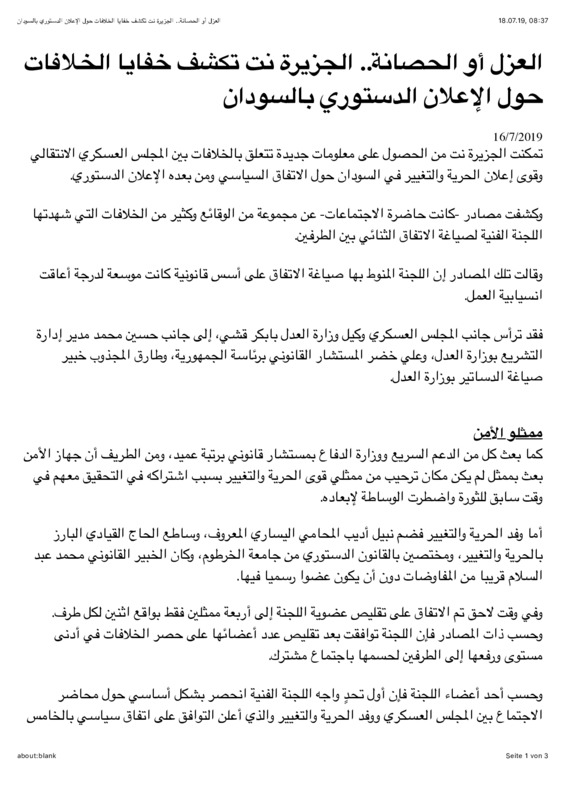 العزل أو الحصانة.. الجزيرة نت تكشف خفايا الخلافات حول الإعلان الدستوري بالسودان
18.07.19, 08:37
العزل أو الحصانة.. الجزيرة نت تكشف خفايا الخلافات
حول الإعلان الدستوري بالسودان
16/7/2019
تمكنت الجزيرة نت من الحصول على معلومات جديدة تتعلق بالخلافات بين المجلس العسكري الانتقالي
وقوى إعلان الحرية والتغيير في السودان حول الاتفاق السياسي ومن بعده الإعلان الدستوري.
وكشفت مصادر -كانت حاضرة الاجتماعات- عن مجموعة من الوقائع وكثير من الخلافات التي شهدتها
اللجنة الفنية لصياغة الاتفاق الثنائي بين الطرفين.
وقالت تلك المصادر إن اللجنة المنوط بها صياغة الاتفاق على أسس قانونية كانت موسعة لدرجة أعاقت
انسيابية العمل.
فقد ترأس جانب المجلس العسكري وكيل وزارة العدل بابكر قشي، إلى جانب حسين محمد مدير إدارة
التشريع بوزارة العدل، وعلي خضر المستشار القانوني برئاسة الجمهورية، وطارق المجذوب خبير
صياغة الدساتير بوزارة العدل.
ممثلو الأمن
كما بعث كل من الدعم السريع ووزارة الدفاع بمستشار قانوني برتبة عميد، ومن الطريف أن جهاز الأمن
بعث بممثل لم يكن مكان ترحيب من ممثلي قوى الحرية والتغيير بسبب اشتراكه في التحقيق معهم في
وقت سابق للثورة واضطرت الوساطة لإبعاده.
أما وفد الحرية والتغيير فضم نبيل أديب المحامي اليساري المعروف، وساطع الحاج القيادي البارز
بالحرية والتغيير، ومختصين بالقانون الدستوري من جامعة الخرطوم، وكان الخبير القانوني محمد عبد
السلام قريبا من المفاوضات دون أن يكون عضوا رسميا فيها.
وفي وقت لاحق تم الاتفاق على تقليص عضوية اللجنة إلى أربعة ممثلين فقط بواقع اثنين لكل طرف.
وحسب ذات المصادر فإن اللجنة توافقت بعد تقليص عدد أعضائها على حصر الخلافات في أدنى
مستوى ورفعها إلى الطرفين لحسمها باجتماع مشترك.
وحسب أحد أعضاء اللجنة فإن أول تحدٍ واجه اللجنة الفنية انحصر بشكل أساسي حول محاضر
الاجتماع بين المجلس العسكري ووفد الحرية والتغيير والذي أعلن التوافق على اتفاق سياسي بالخامس
about:blank
Seite 1 von 3